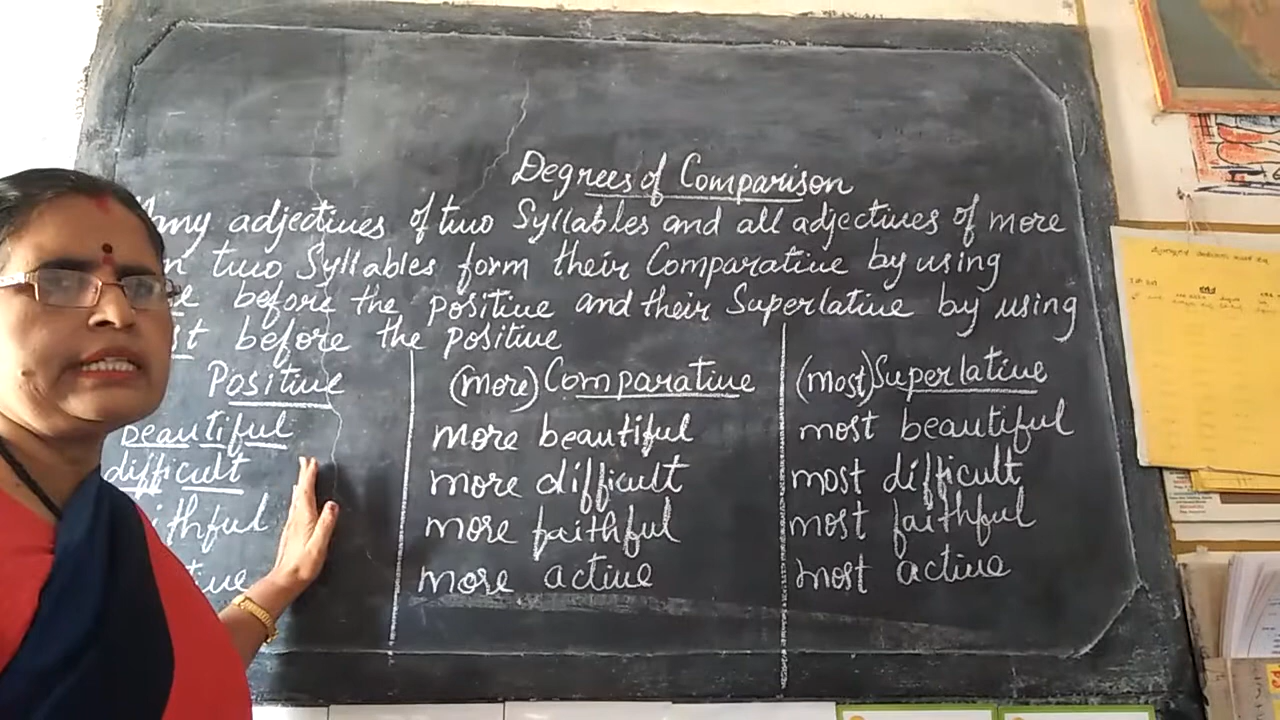 Degrees of Comparison
adjectives of two Syllables and all adjectives of more
two Syllables form their Comparative by using
before the positive and their Superlative by using
before the positive
Positive (more) Comparative (most) Superlative
beautiful more beautiful most beautiful
difficult more difficult most difficult
more faithful most faithful
more active most active